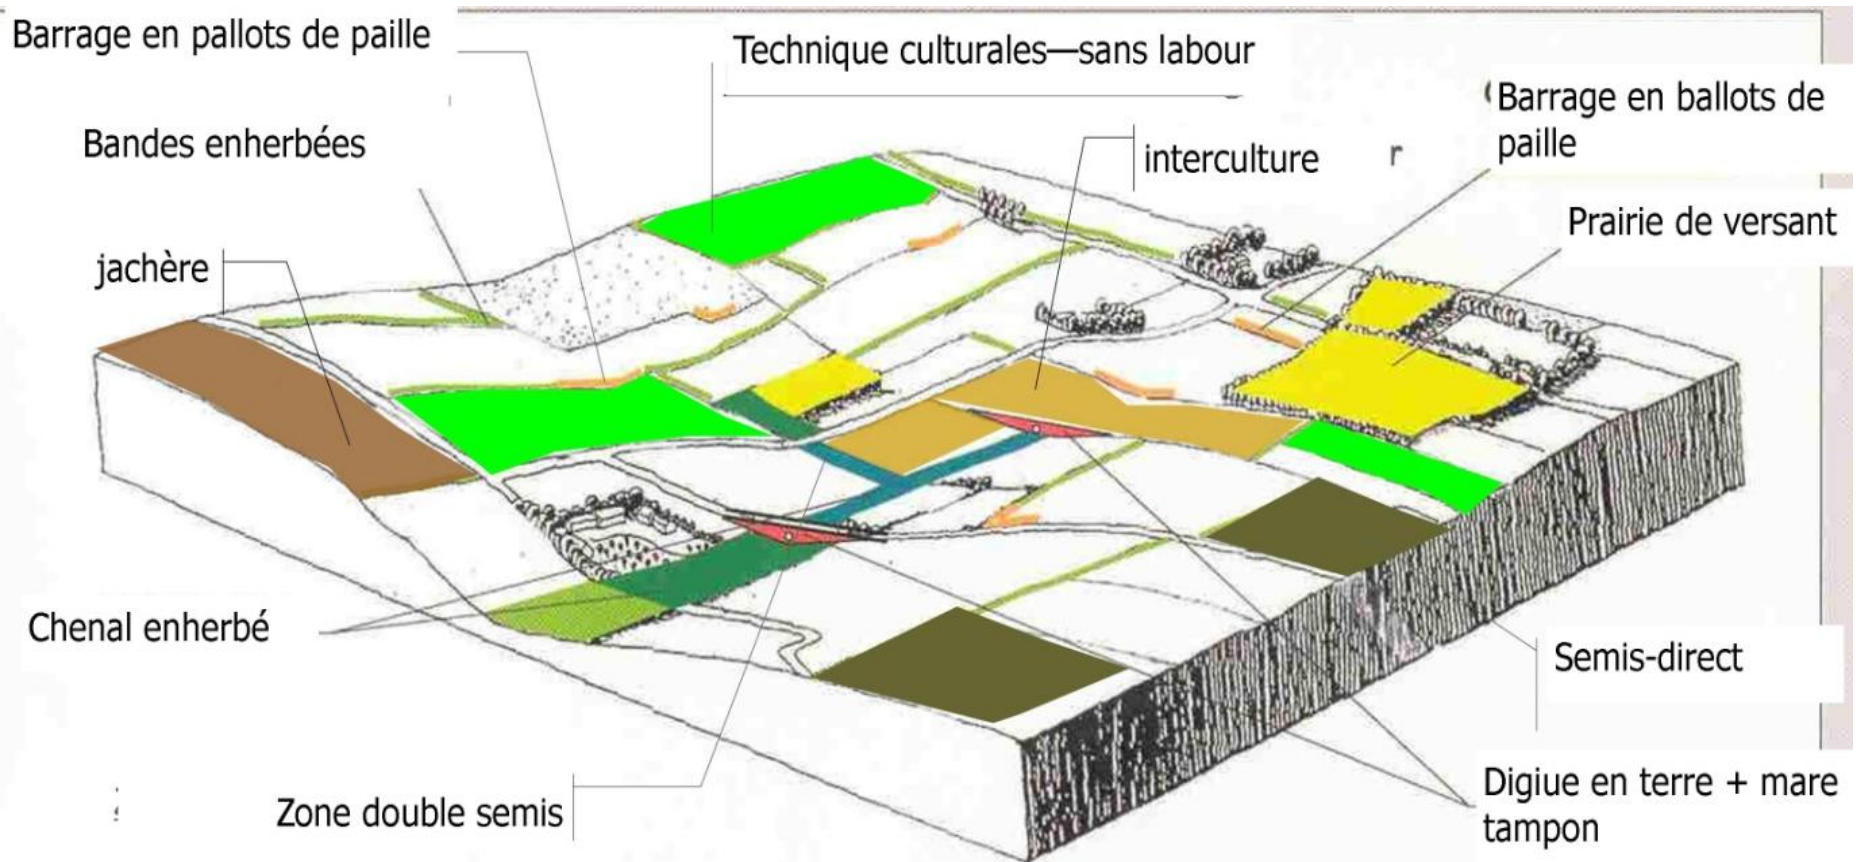 Barrage en pallots de paille
Technique culturales—sans labour
Barrage en ballots de
paille
Bandes enherbées
interculture
r
Prairie de versant
jachère
Chenal enherbé
Semis-direct
Zone double semis
Digiue en terre + mare
tampon